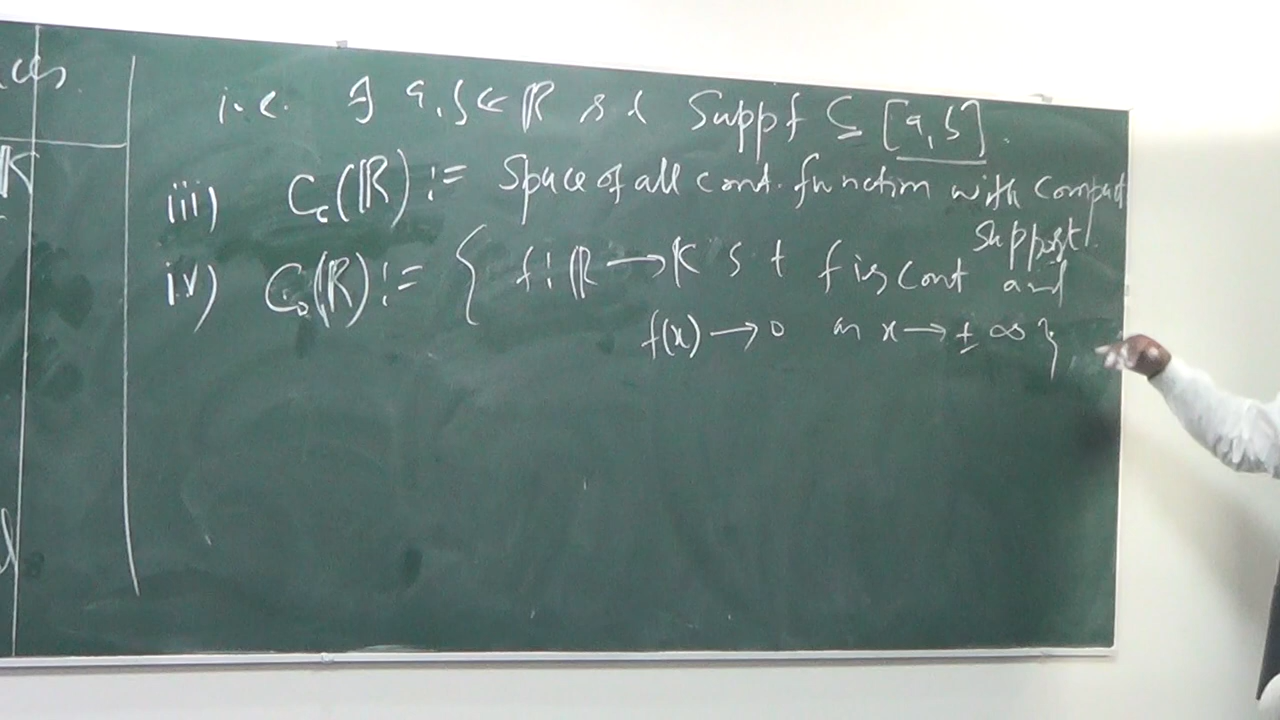 i.e. ∃ a, b ∈ ℝ s t Supp f ⊆ [a, b].
iii) C_c(ℝ) := Space of all cont. function with compact
support.
iv) C_0(ℝ) := { f : ℝ → K s t f is cont and
f(x) → 0 as x → ± ∞ }
K